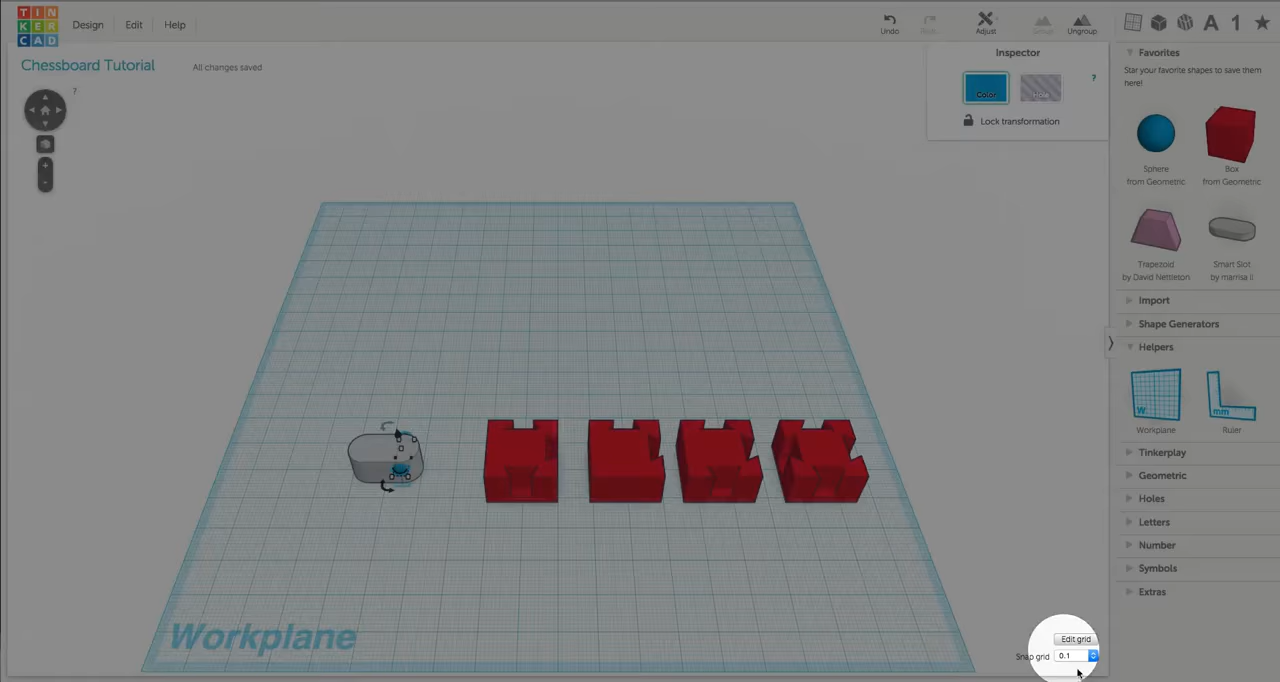 TIN
KER
CAD
Design
Edit
Help
Undo
Adjust
Ungroup
A
1
Chessboard Tutorial
All changes saved
?
Inspector
Color
Hole
?
Lock transformation
Favorites
Star your favorite shapes to save them
here!
Sphere
from Geometric
Box
from Geometric
Trapezoid
by David Nettleton
Smart Slot
by marrisa ll
Import
Shape Generators
Helpers
W
mm
Workplane
Ruler
Tinkerplay
Geometric
Holes
Letters
Number
Symbols
Extras
Workplane
Edit grid
Snap grid
0.1